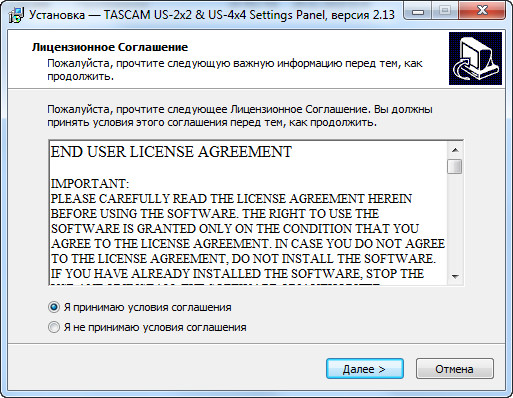 Установка — TASCAM US-2x2 & US-4x4 Settings Panel, версия 2.13
Лицензионное Соглашение
Пожалуйста, прочтите следующую важную информацию перед тем, как
продолжить.
Пожалуйста, прочтите следующее Лицензионное Соглашение. Вы должны
принять условия этого соглашения перед тем, как продолжить.
END USER LICENSE AGREEMENT
IMPORTANT:
PLEASE CAREFULLY READ THE LICENSE AGREEMENT HEREIN
BEFORE USING THE SOFTWARE. THE RIGHT TO USE THE
SOFTWARE IS GRANTED ONLY ON THE CONDITION THAT YOU
AGREE TO THE LICENSE AGREEMENT. IN CASE YOU DO NOT AGREE
TO THE LICENSE AGREEMENT, DO NOT INSTALL THE SOFTWARE.
IF YOU HAVE ALREADY INSTALLED THE SOFTWARE, STOP THE
Я принимаю условия соглашения
Я не принимаю условия соглашения
Далее >
Отмена